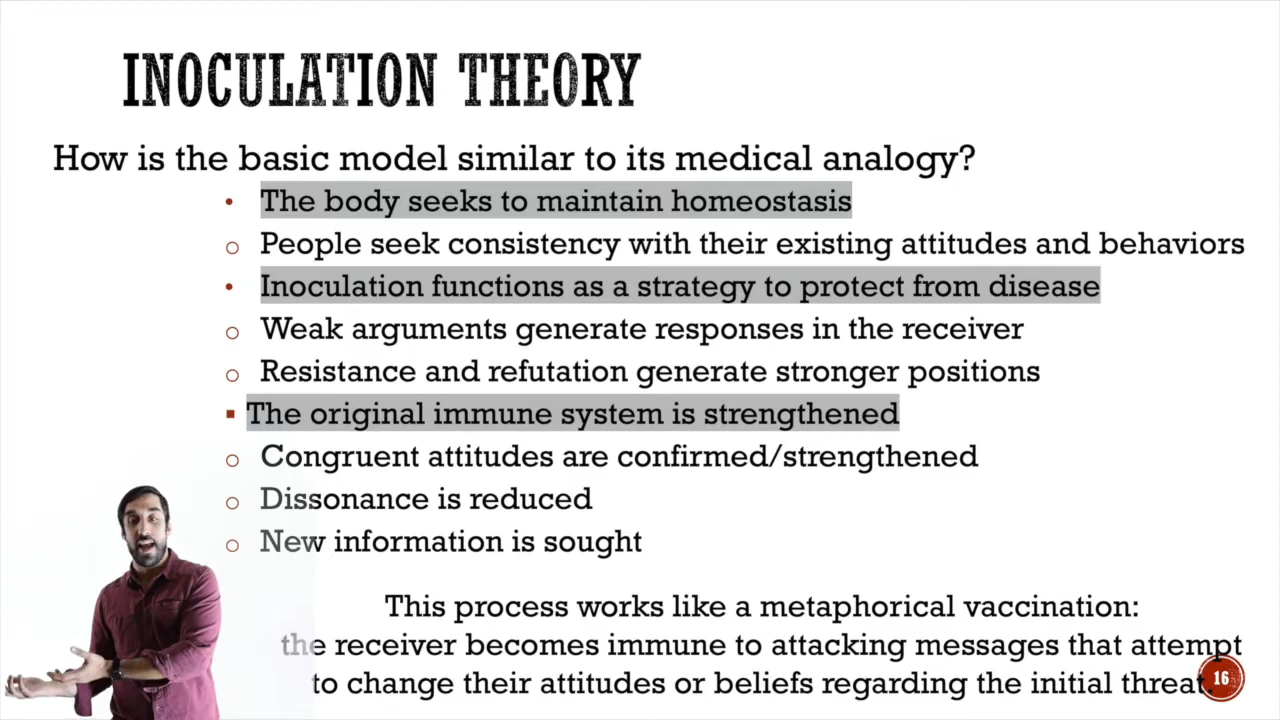 INOCULATION THEORY
How is the basic model similar to its medical analogy?
• The body seeks to maintain homeostasis
o People seek consistency with their existing attitudes and behaviors
• Inoculation functions as a strategy to protect from disease
o Weak arguments generate responses in the receiver
o Resistance and refutation generate stronger positions
▪ The original immune system is strengthened
o Congruent attitudes are confirmed/strengthened
o Dissonance is reduced
o New information is sought
This process works like a metaphorical vaccination:
the receiver becomes immune to attacking messages that attempt
to change their attitudes or beliefs regarding the initial threat.
16